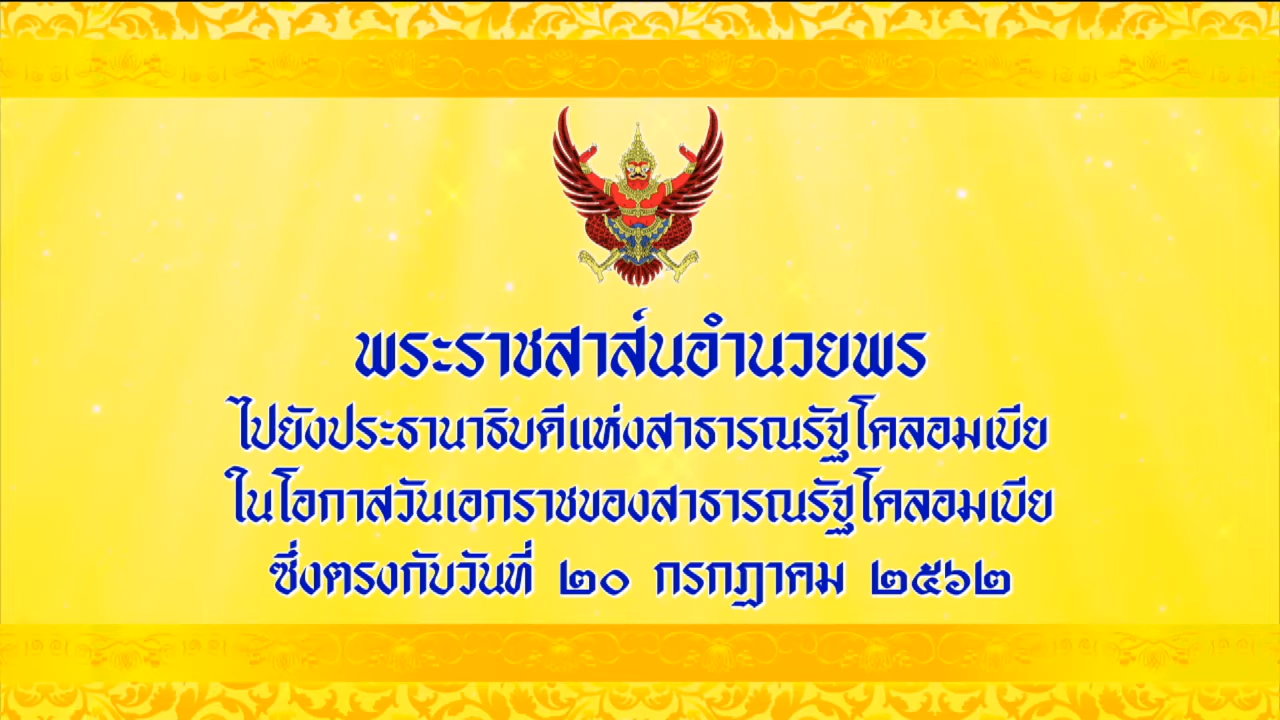 พระราชสาส์นอำนวยพร
ไปยังประธานาธิบดีแห่งสาธารณรัฐโคลอมเบีย
ในโอกาสวันเอกราชของสาธารณรัฐโคลอมเบีย
ซึ่งตรงกับวันที่ ๒๐ กรกฎาคม ๒๕๖๒